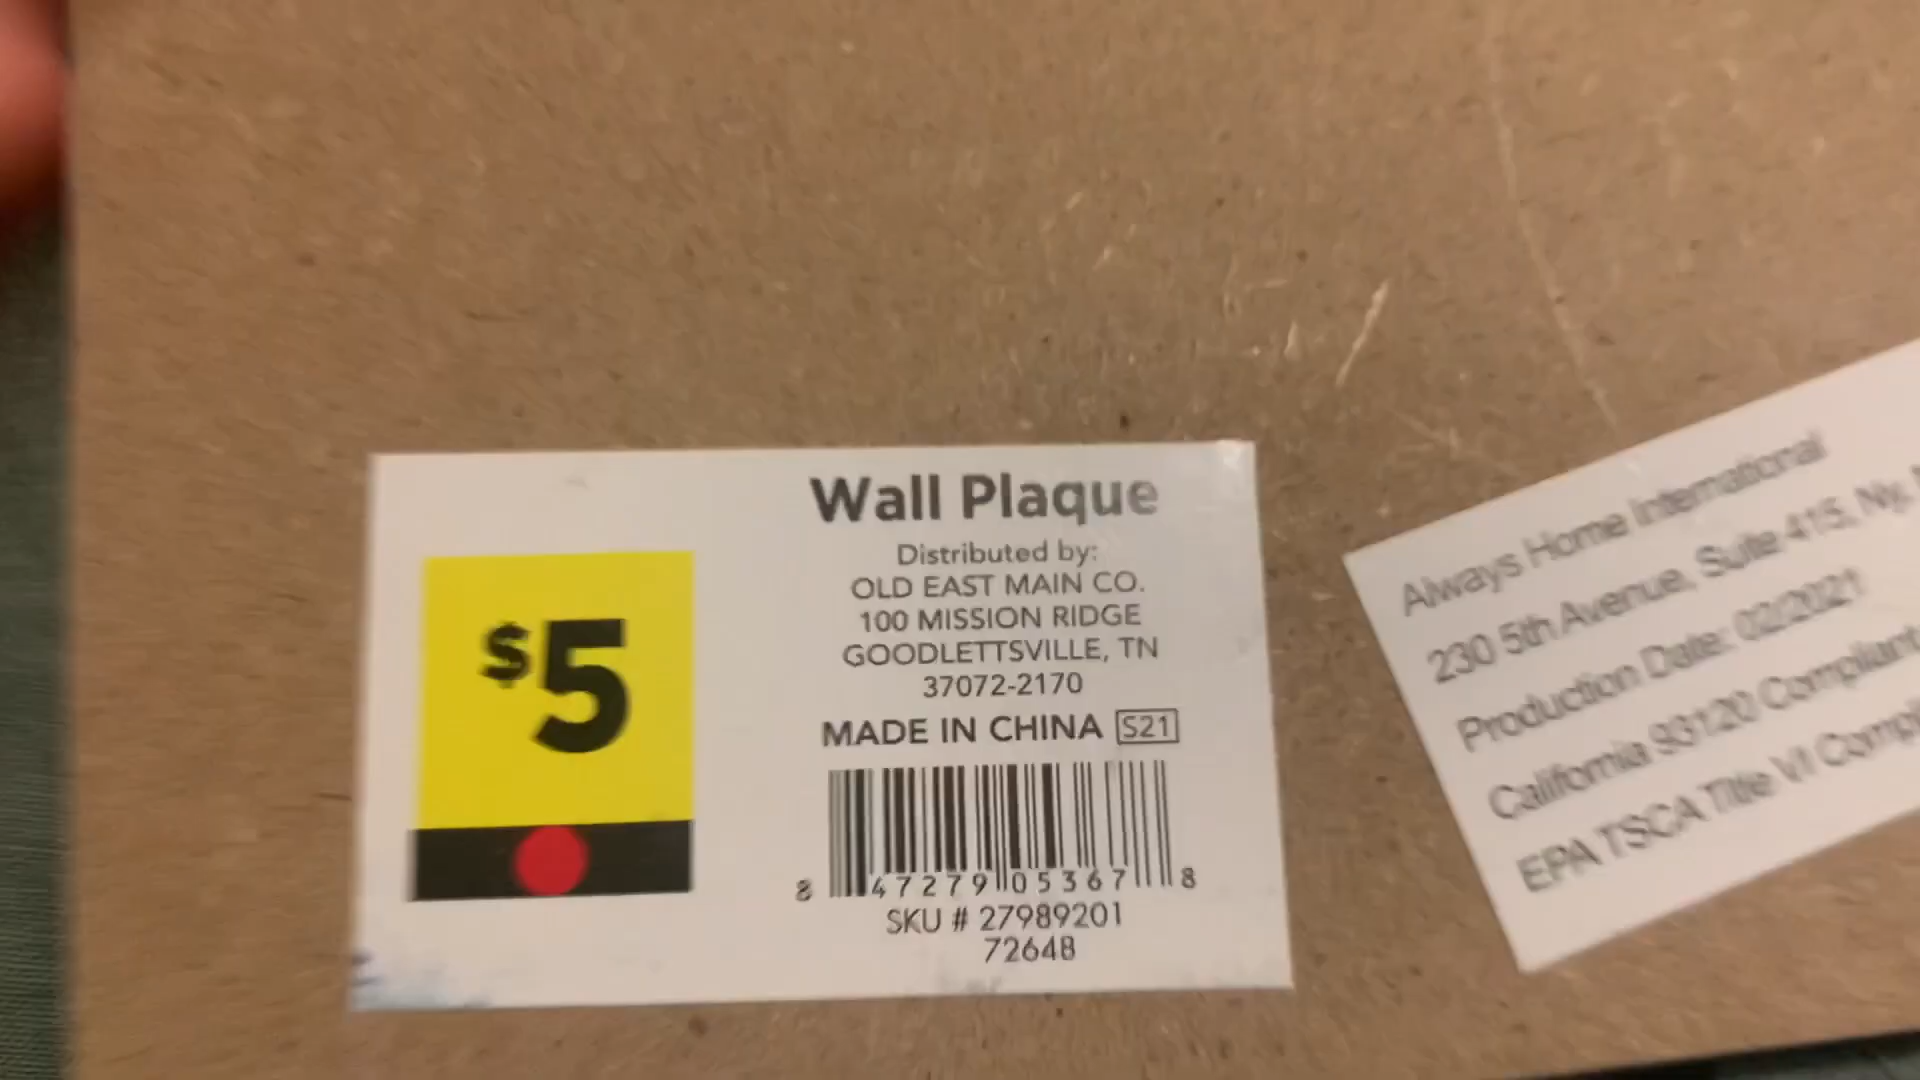 Wall Plaque
Distributed by:
OLD EAST MAIN CO.
100 MISSION RIDGE
GOODLETTSVILLE, TN
37072-2170
MADE IN CHINA S21
$5
8 47279 05367 8
SKU # 27989201
72648
Always Home International
230 5th Avenue, Suite 415, Ny,
Production Date: 02/2021
California 93120 Compliant
EPA TSCA Title VI